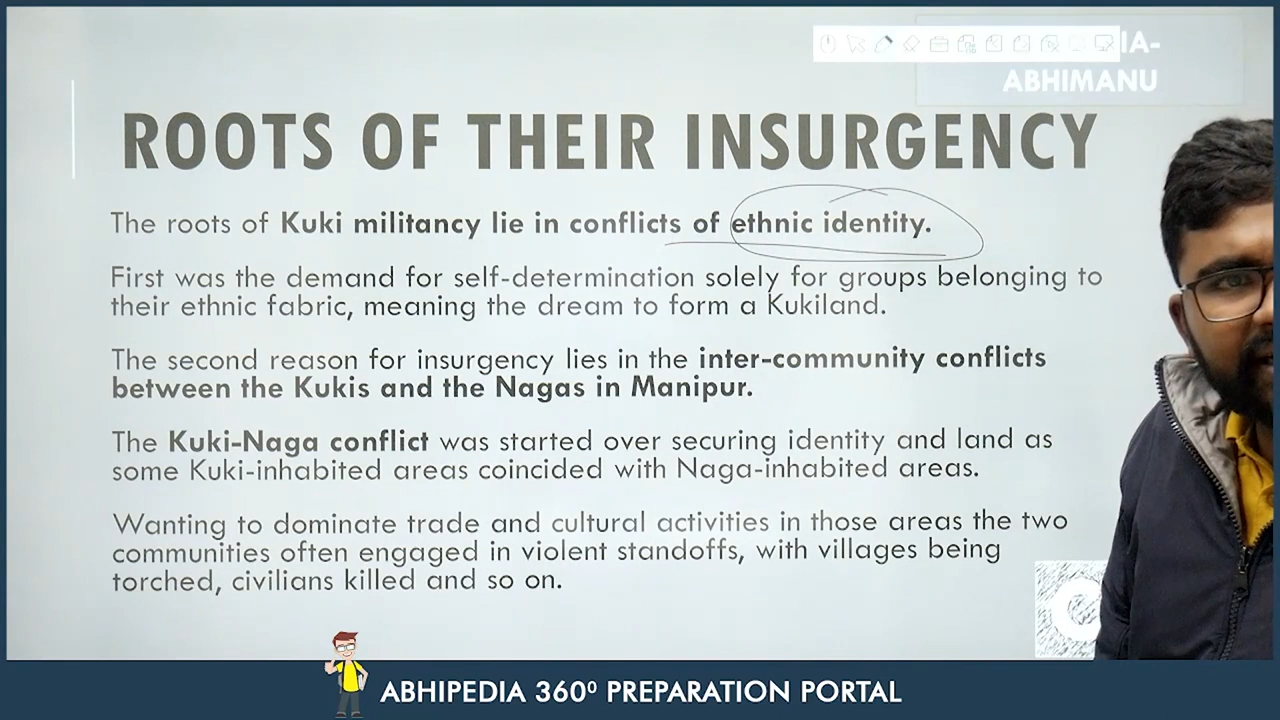 IA-
ABHIMANU
ROOTS OF THEIR INSURGENCY
The roots of Kuki militancy lie in conflicts of ethnic identity.
First was the demand for self-determination solely for groups belonging to
their ethnic fabric, meaning the dream to form a Kukiland.
The second reason for insurgency lies in the inter-community conflicts
between the Kukis and the Nagas in Manipur.
The Kuki-Naga conflict was started over securing identity and land as
some Kuki-inhabited areas coincided with Naga-inhabited areas.
Wanting to dominate trade and cultural activities in those areas the two
communities often engaged in violent standoffs, with villages being
torched, civilians killed and so on.
ABHIPEDIA 360⁰ PREPARATION PORTAL